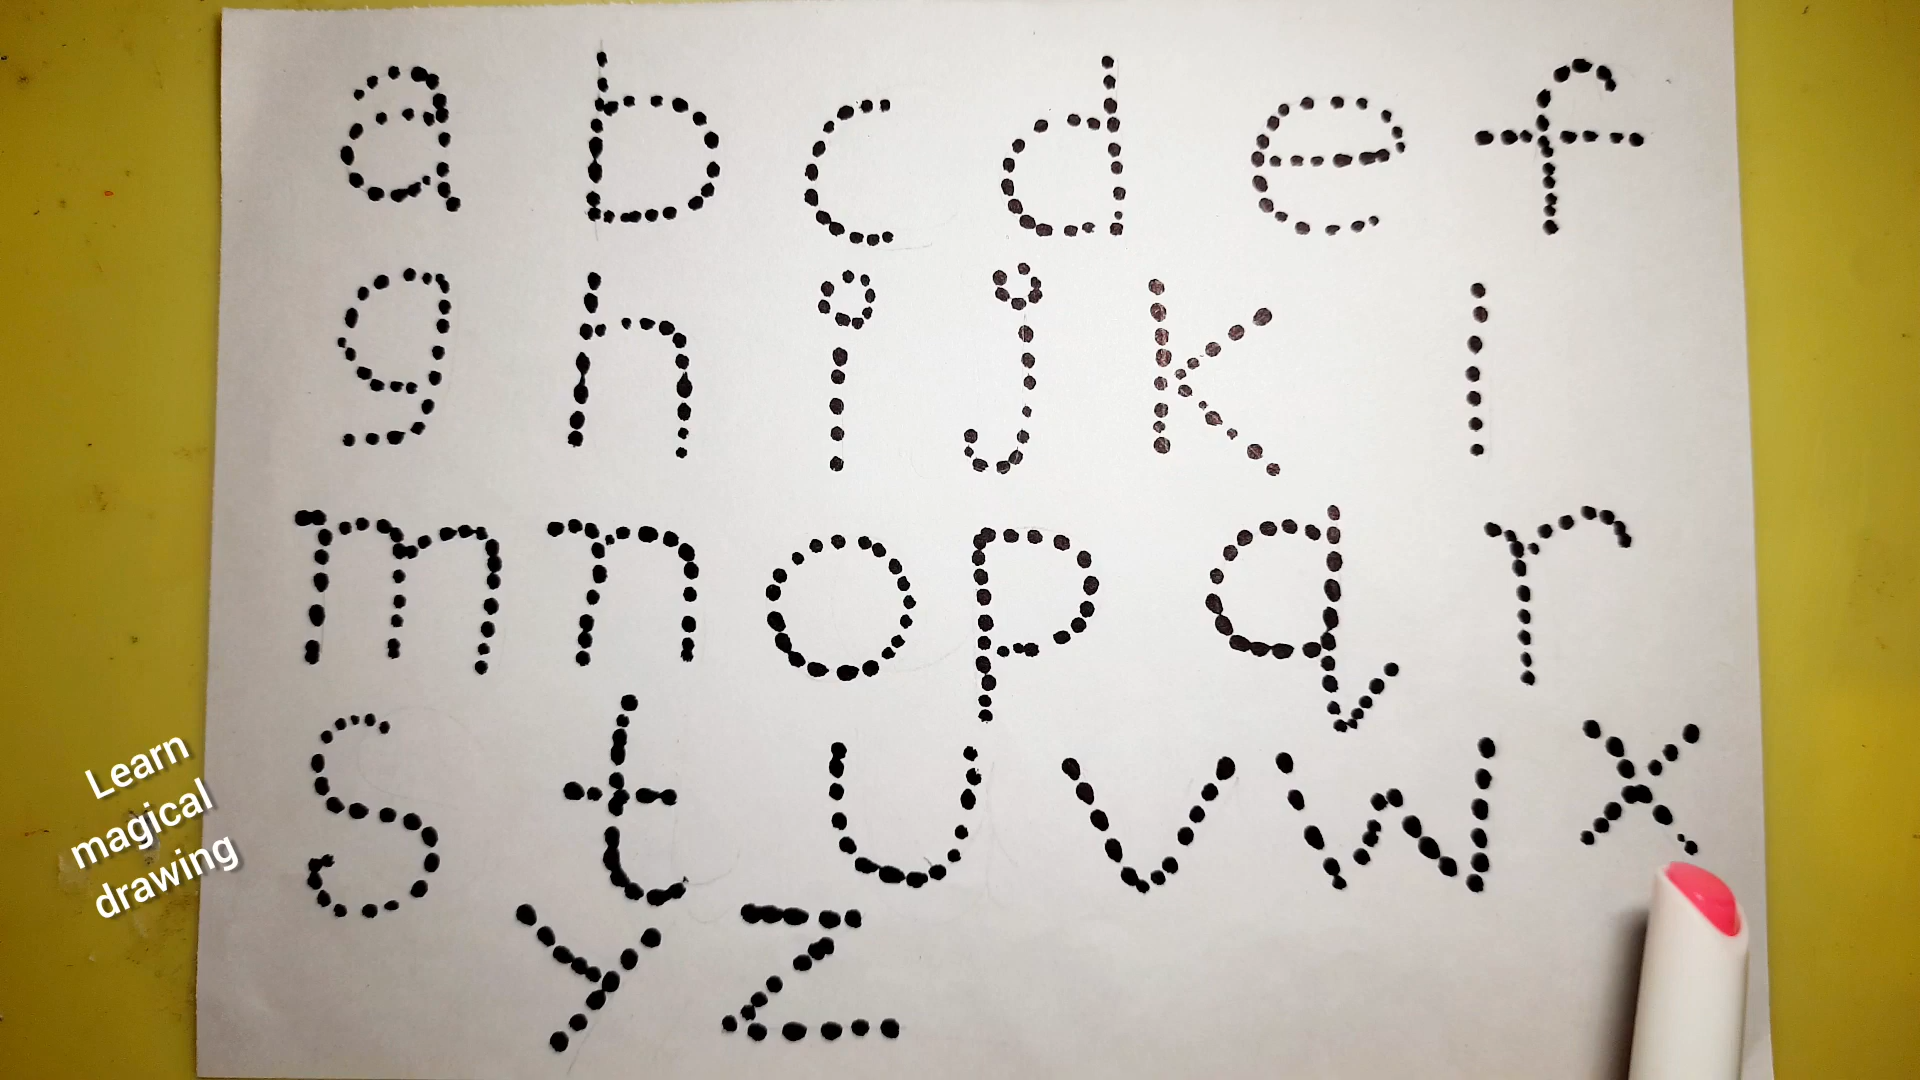 a b c d e f
g h i j k l
m n o p q r
s t u v w x
y z
Learn
magical
drawing